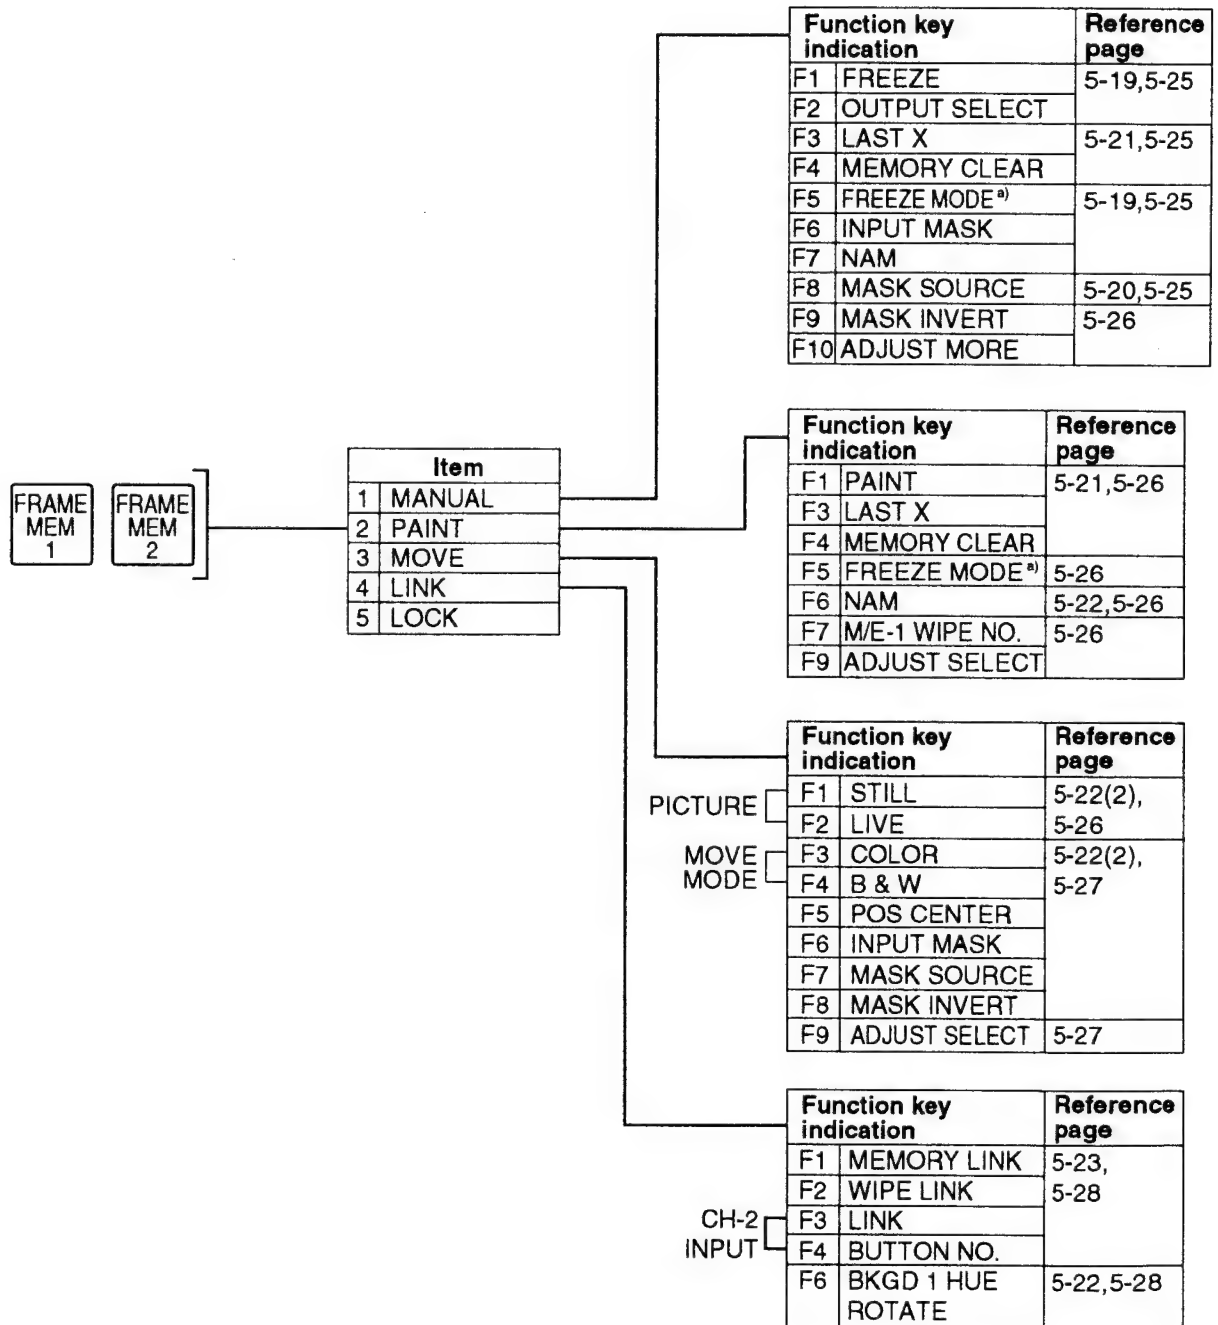 Function key indication Reference page
F1 FREEZE 5-19,5-25
F2 OUTPUT SELECT
F3 LAST X 5-21,5-25
F4 MEMORY CLEAR
F5 FREEZE MODE a) 5-19,5-25
F6 INPUT MASK
F7 NAM
F8 MASK SOURCE 5-20,5-25
F9 MASK INVERT 5-26
F10 ADJUST MORE
FRAME MEM 1
FRAME MEM 2
Item
1 MANUAL
2 PAINT
3 MOVE
4 LINK
5 LOCK
Function key indication Reference page
F1 PAINT 5-21,5-26
F3 LAST X
F4 MEMORY CLEAR
F5 FREEZE MODE a) 5-26
F6 NAM 5-22,5-26
F7 M/E-1 WIPE NO. 5-26
F9 ADJUST SELECT
Function key indication Reference page
PICTURE
F1 STILL 5-22(2),
F2 LIVE 5-26
MOVE MODE
F3 COLOR 5-22(2),
F4 B & W 5-27
F5 POS CENTER
F6 INPUT MASK
F7 MASK SOURCE
F8 MASK INVERT
F9 ADJUST SELECT 5-27
Function key indication Reference page
F1 MEMORY LINK 5-23,
F2 WIPE LINK 5-28
CH-2 INPUT
F3 LINK
F4 BUTTON NO.
F6 BKGD 1 HUE ROTATE 5-22,5-28